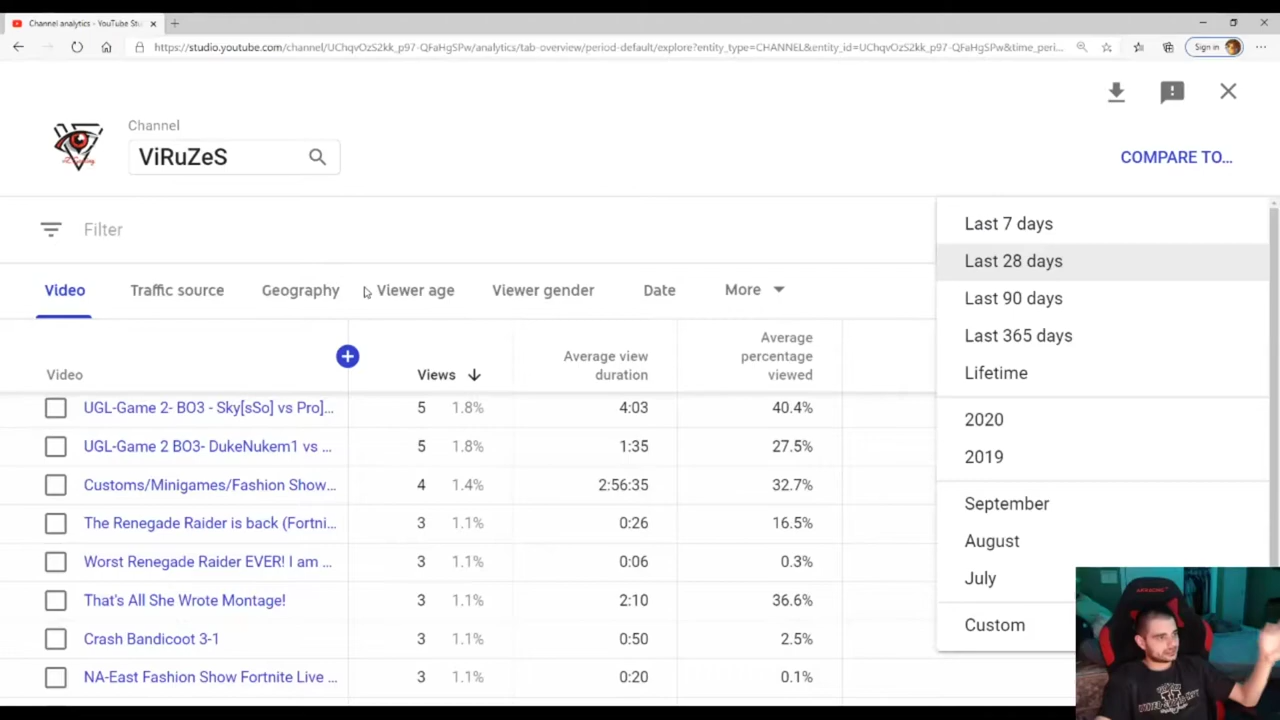 Channel analytics - YouTube Stu
https://studio.youtube.com/channel/UChqvOzS2kk_p97-QFaHgSPw/analytics/tab-overview/period-default/explore?entity_type=CHANNEL&entity_id=UChqvOzS2kk_p97-QFaHgSPw&time_peri...
Sign in
Channel
ViRuZeS
COMPARE TO...
Filter
Video Traffic source Geography Viewer age Viewer gender Date More
Video Views Average view duration Average percentage viewed
UGL-Game 2- BO3 - Sky[sSo] vs Pro]... 5 1.8% 4:03 40.4%
UGL-Game 2 BO3- DukeNukem1 vs ... 5 1.8% 1:35 27.5%
Customs/Minigames/Fashion Show... 4 1.4% 2:56:35 32.7%
The Renegade Raider is back (Fortni... 3 1.1% 0:26 16.5%
Worst Renegade Raider EVER! I am ... 3 1.1% 0:06 0.3%
That's All She Wrote Montage! 3 1.1% 2:10 36.6%
Crash Bandicoot 3-1 3 1.1% 0:50 2.5%
NA-East Fashion Show Fortnite Live ... 3 1.1% 0:20 0.1%
Last 7 days
Last 28 days
Last 90 days
Last 365 days
Lifetime
2020
2019
September
August
July
Custom